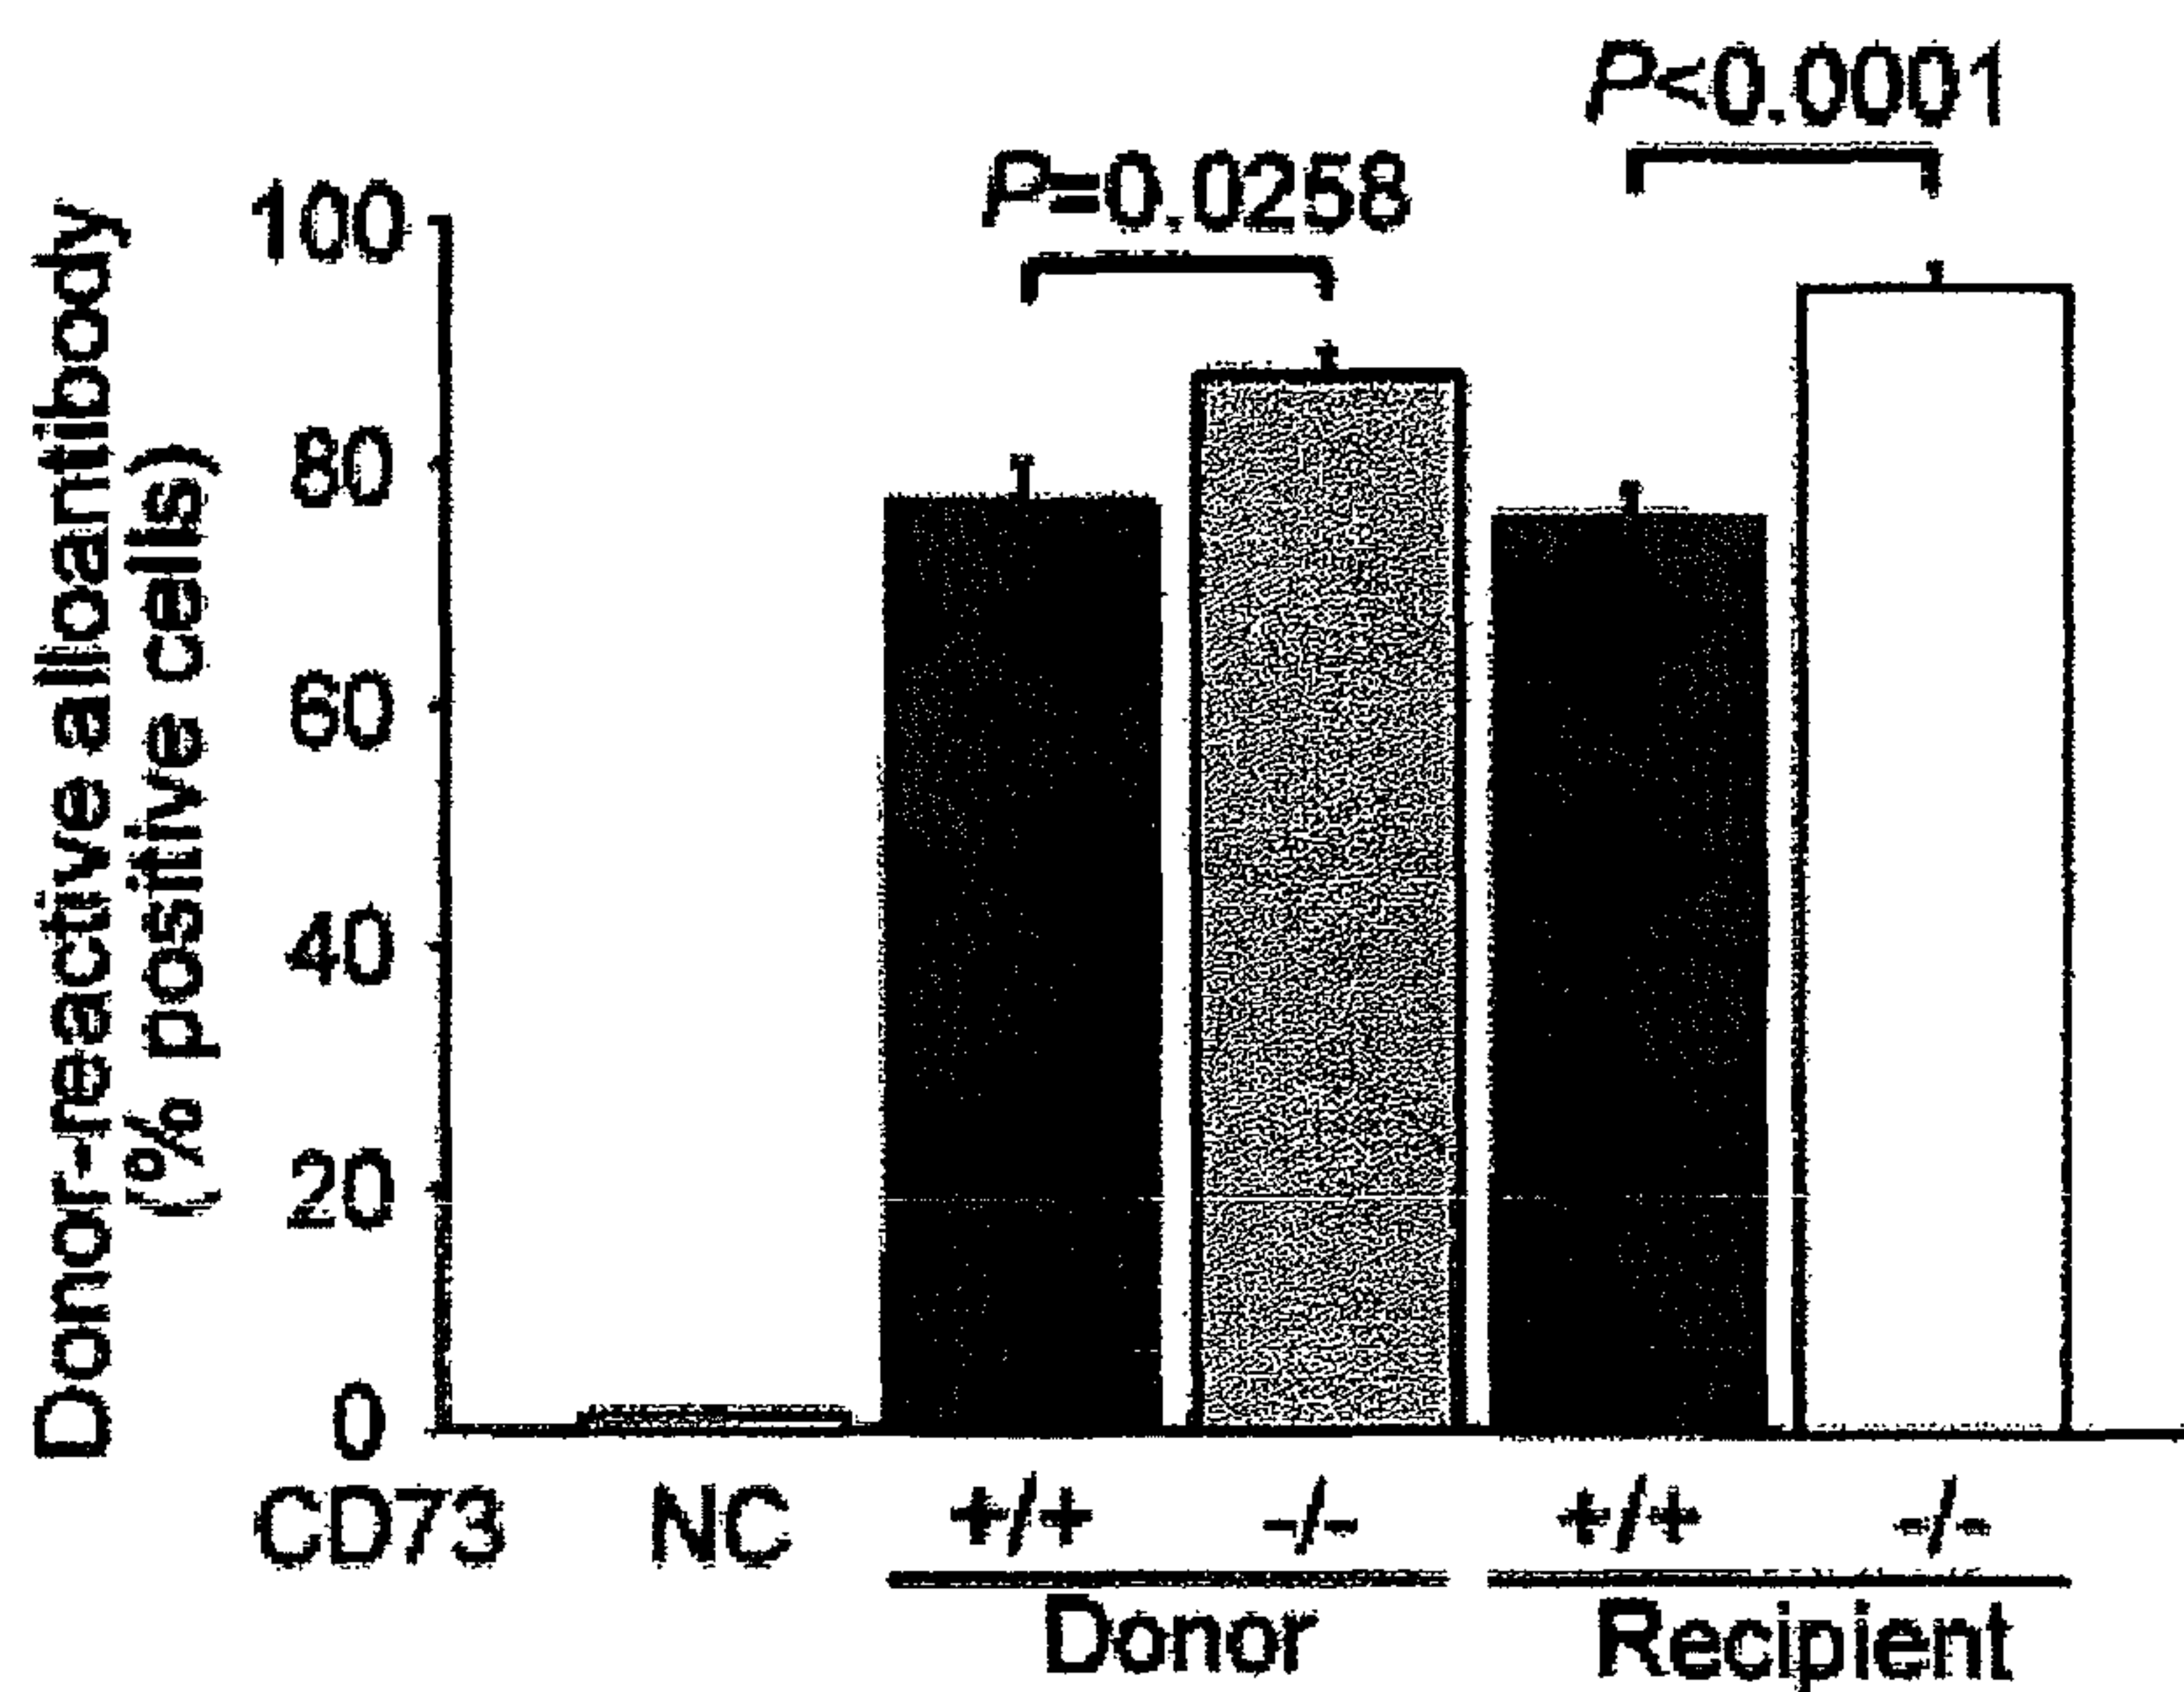 Donor-reactive alloantibody
(% positive cells)
P<0.0001
P=0.0258
100
80
60
40
20
0
CD73 NC +/+ -/- +/+ -/-
Donor Recipient